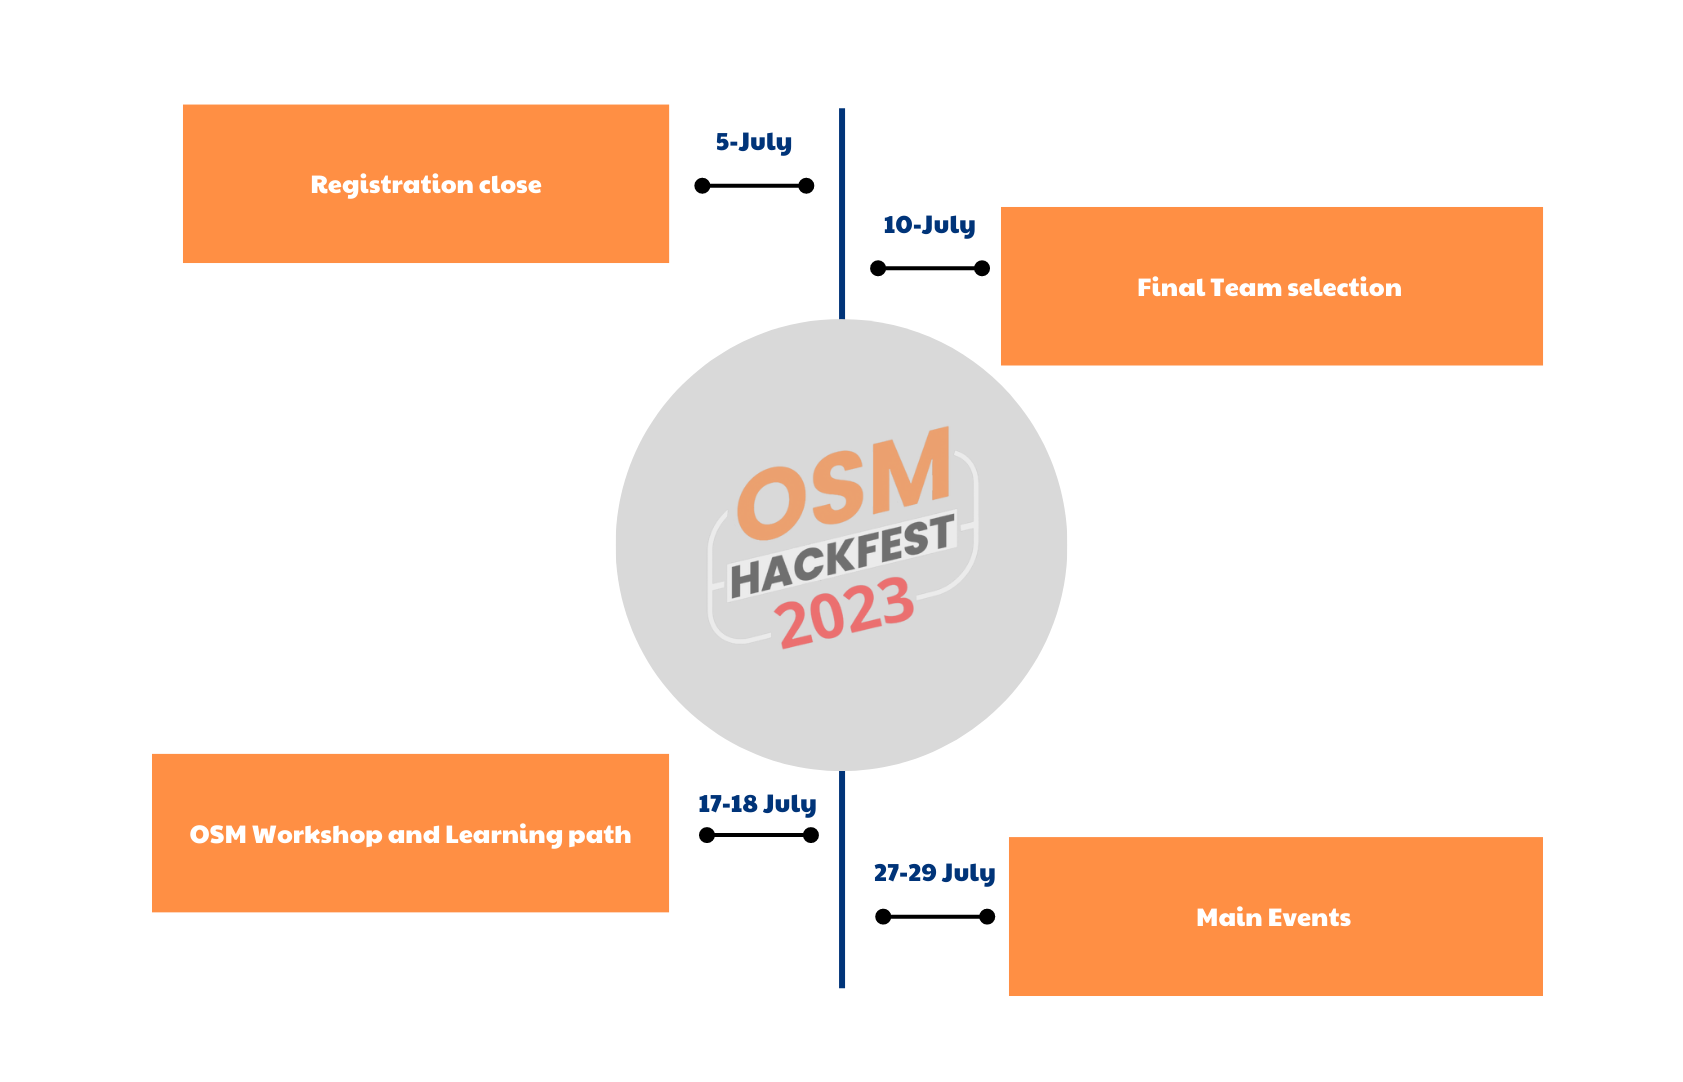 5-July
Registration close
10-July
Final Team selection
OSM
HACKFEST
2023
17-18 July
OSM Workshop and Learning path
27-29 July
Main Events